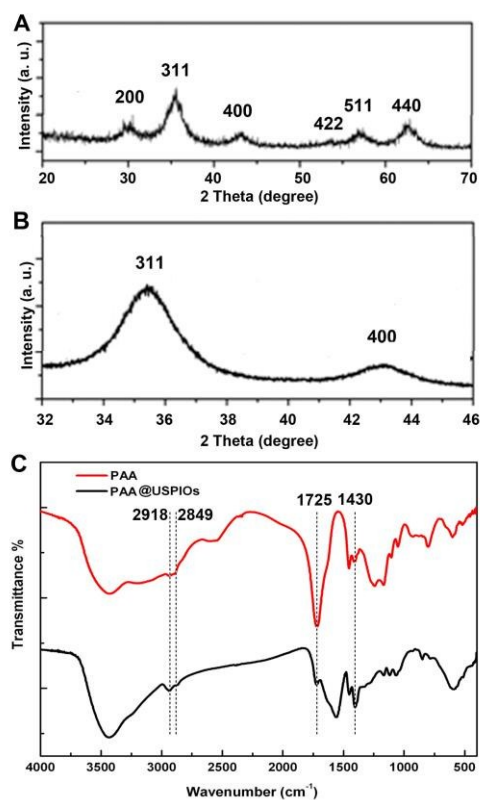 A
Intensity (a. u.)
200
311
400
422
511
440
20 30 40 50 60 70
2 Theta (degree)
B
Intensity (a. u.)
311
400
32 34 36 38 40 42 44 46
2 Theta (degree)
C
PAA
PAA@USPIOs
2918 2849
1725 1430
Transmittance %
4000 3500 3000 2500 2000 1500 1000 500
Wavenumber (cm⁻¹)